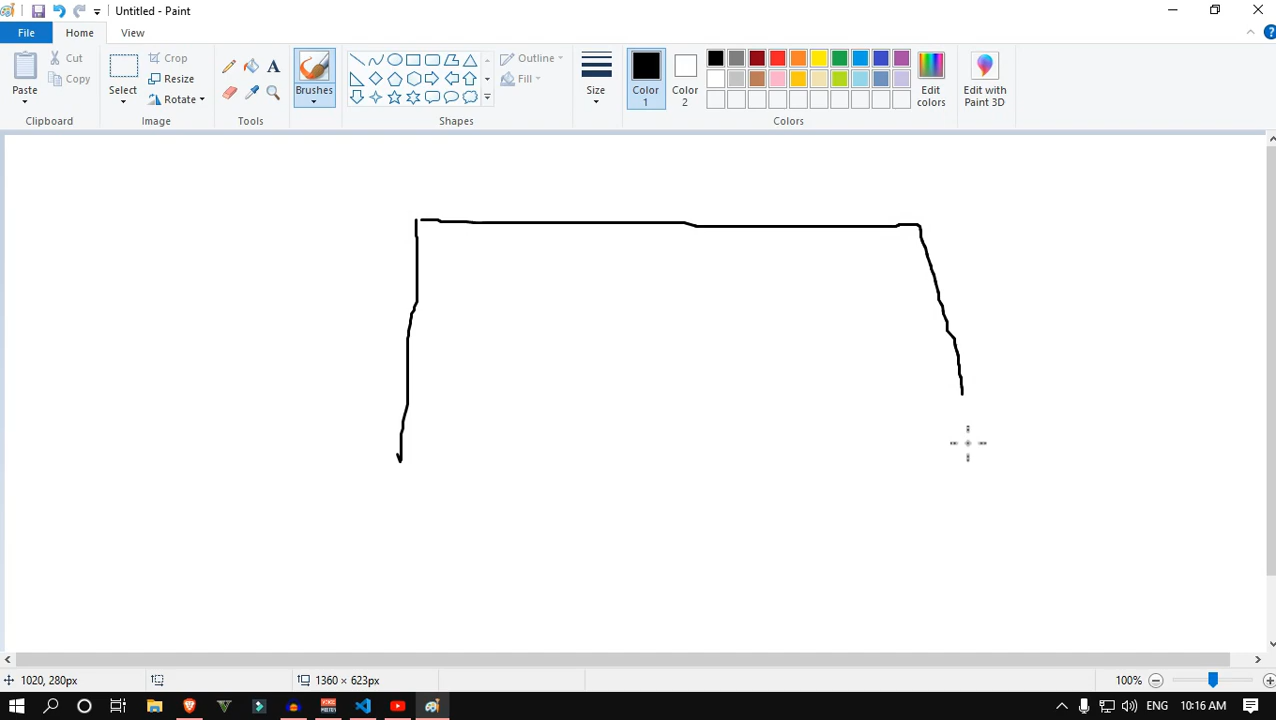 Untitled - Paint
File Home View
Paste
Cut
Copy
Clipboard
Select
Crop
Resize
Rotate
Image
Tools
Brushes
Shapes
Outline
Fill
Size
Color 1
Color 2
Edit colors
Colors
Edit with Paint 3D
1020, 280px
1360 × 623px
100%
ENG
10:16 AM